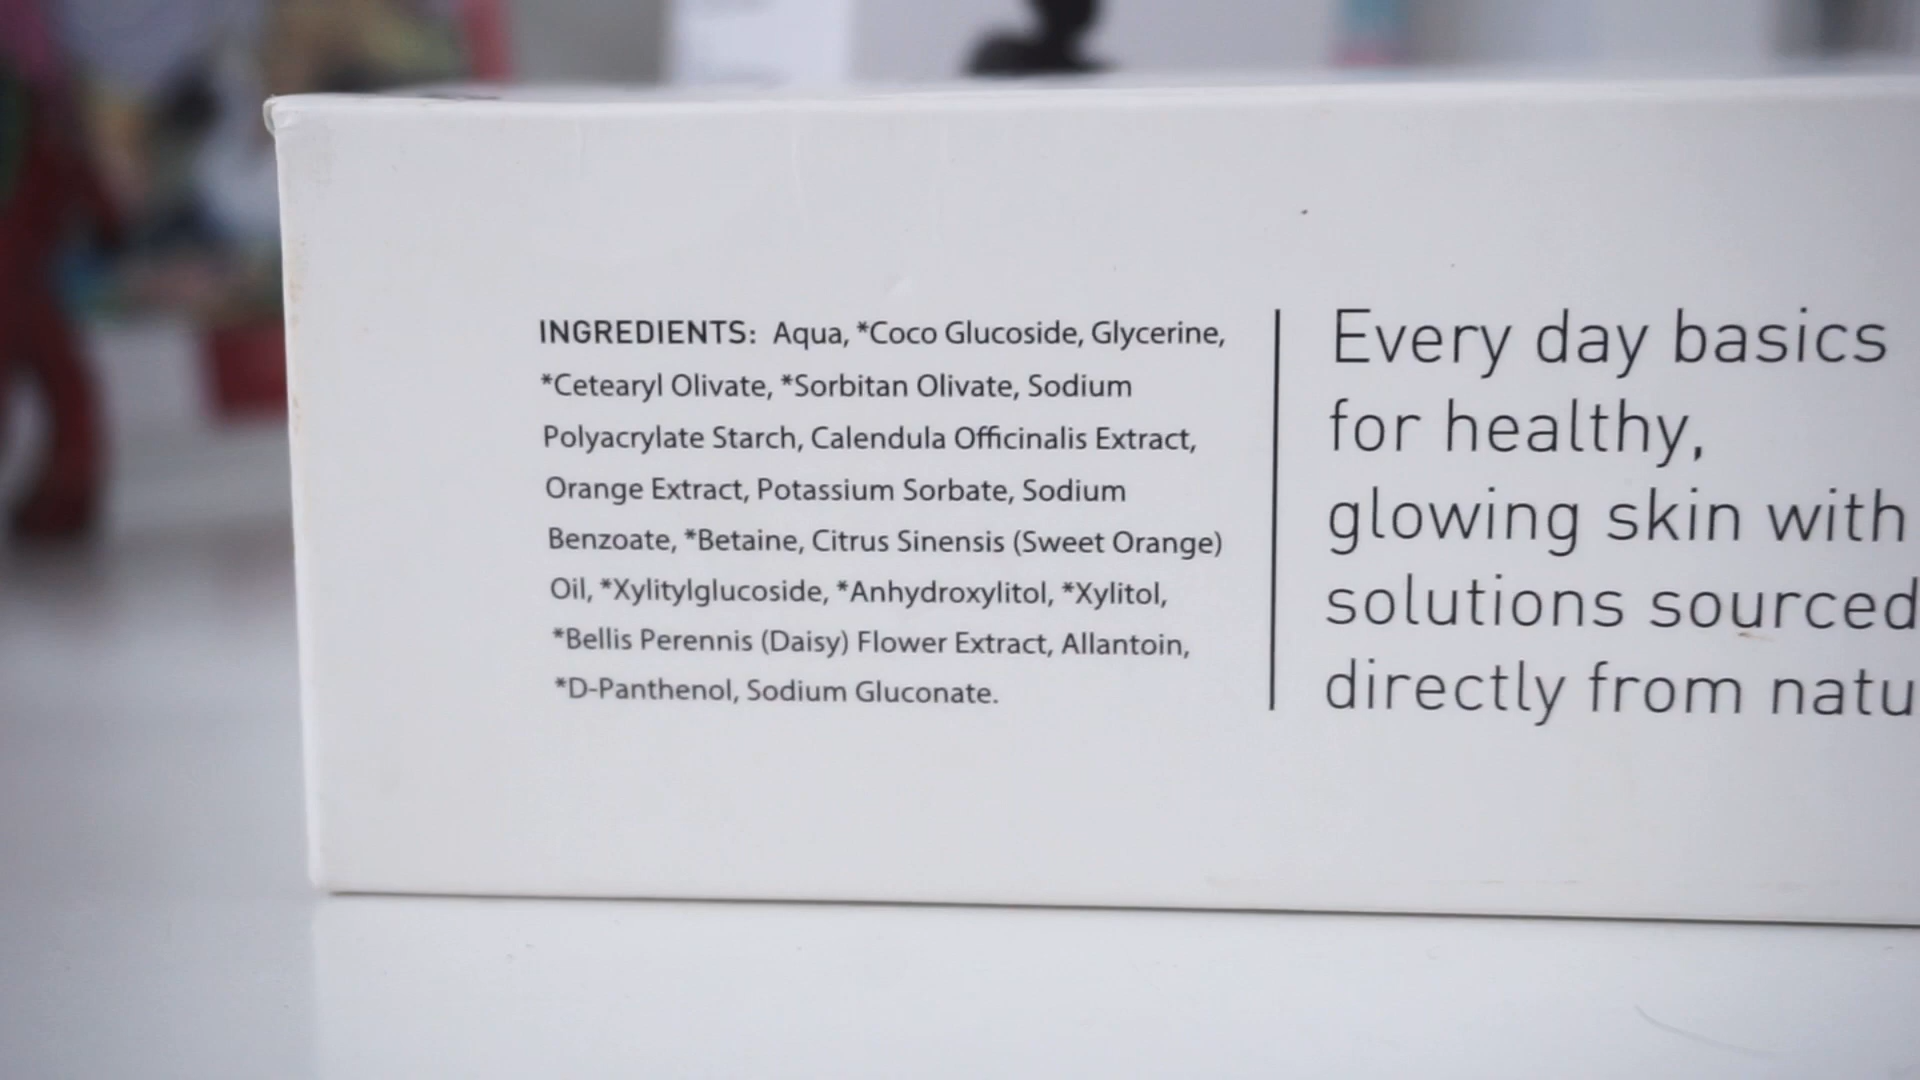 INGREDIENTS: Aqua, *Coco Glucoside, Glycerine,
*Cetearyl Olivate, *Sorbitan Olivate, Sodium
Polyacrylate Starch, Calendula Officinalis Extract,
Orange Extract, Potassium Sorbate, Sodium
Benzoate, *Betaine, Citrus Sinensis (Sweet Orange)
Oil, *Xylitylglucoside, *Anhydroxylitol, *Xylitol,
*Bellis Perennis (Daisy) Flower Extract, Allantoin,
*D-Panthenol, Sodium Gluconate.
Every day basics
for healthy,
glowing skin with
solutions sourced
directly from natu